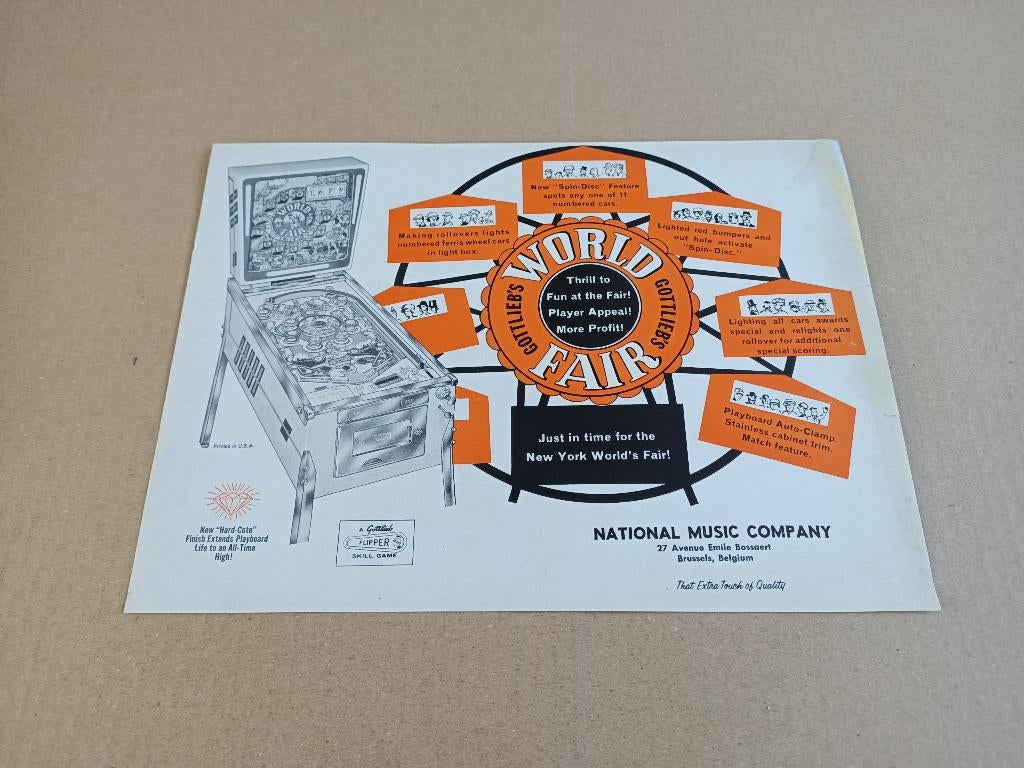 New "Spin-Disc" Feature
spots any one of 11
numbered cars.
Making rollovers lights
numbered ferris wheel cars
in light box.
Lighted red bumpers and
out hole activate
"Spin-Disc."
GOTTLIEB'S
WORLD
FAIR
GOTTLIEB'S
Thrill to
Fun at the Fair!
Player Appeal!
More Profit!
Lighting all cars awards
special and relights one
rollover for additional
special scoring.
Playboard Auto-Clamp.
Stainless cabinet trim.
Match feature.
Just in time for the
New York World's Fair!
WORLD
FAIR
Printed in U.S.A.
New "Hard-Cote"
Finish Extends Playboard
Life to an All-Time
High!
A Gottlieb
FLIPPER
SKILL GAME
NATIONAL MUSIC COMPANY
27 Avenue Emile Bossaert
Brussels, Belgium
That Extra Touch of Quality